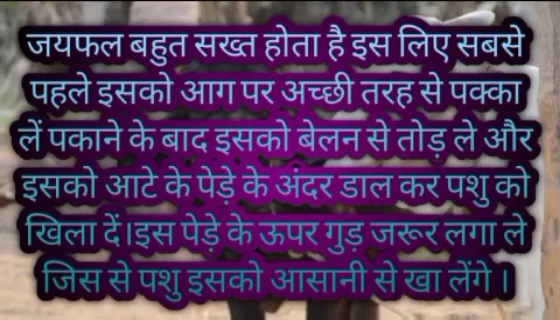 जयफल बहुत सख्त होता है इस लिए सबसे
पहले इसको आग पर अच्छी तरह से पक्का
लें पकाने के बाद इसको बेलन से तोड़ ले और
इसको आटे के पेड़े के अंदर डाल कर पशु को
खिला दें।इस पेड़े के ऊपर गुड़ जरूर लगा ले
जिस से पशु इसको आसानी से खा लेंगे ।